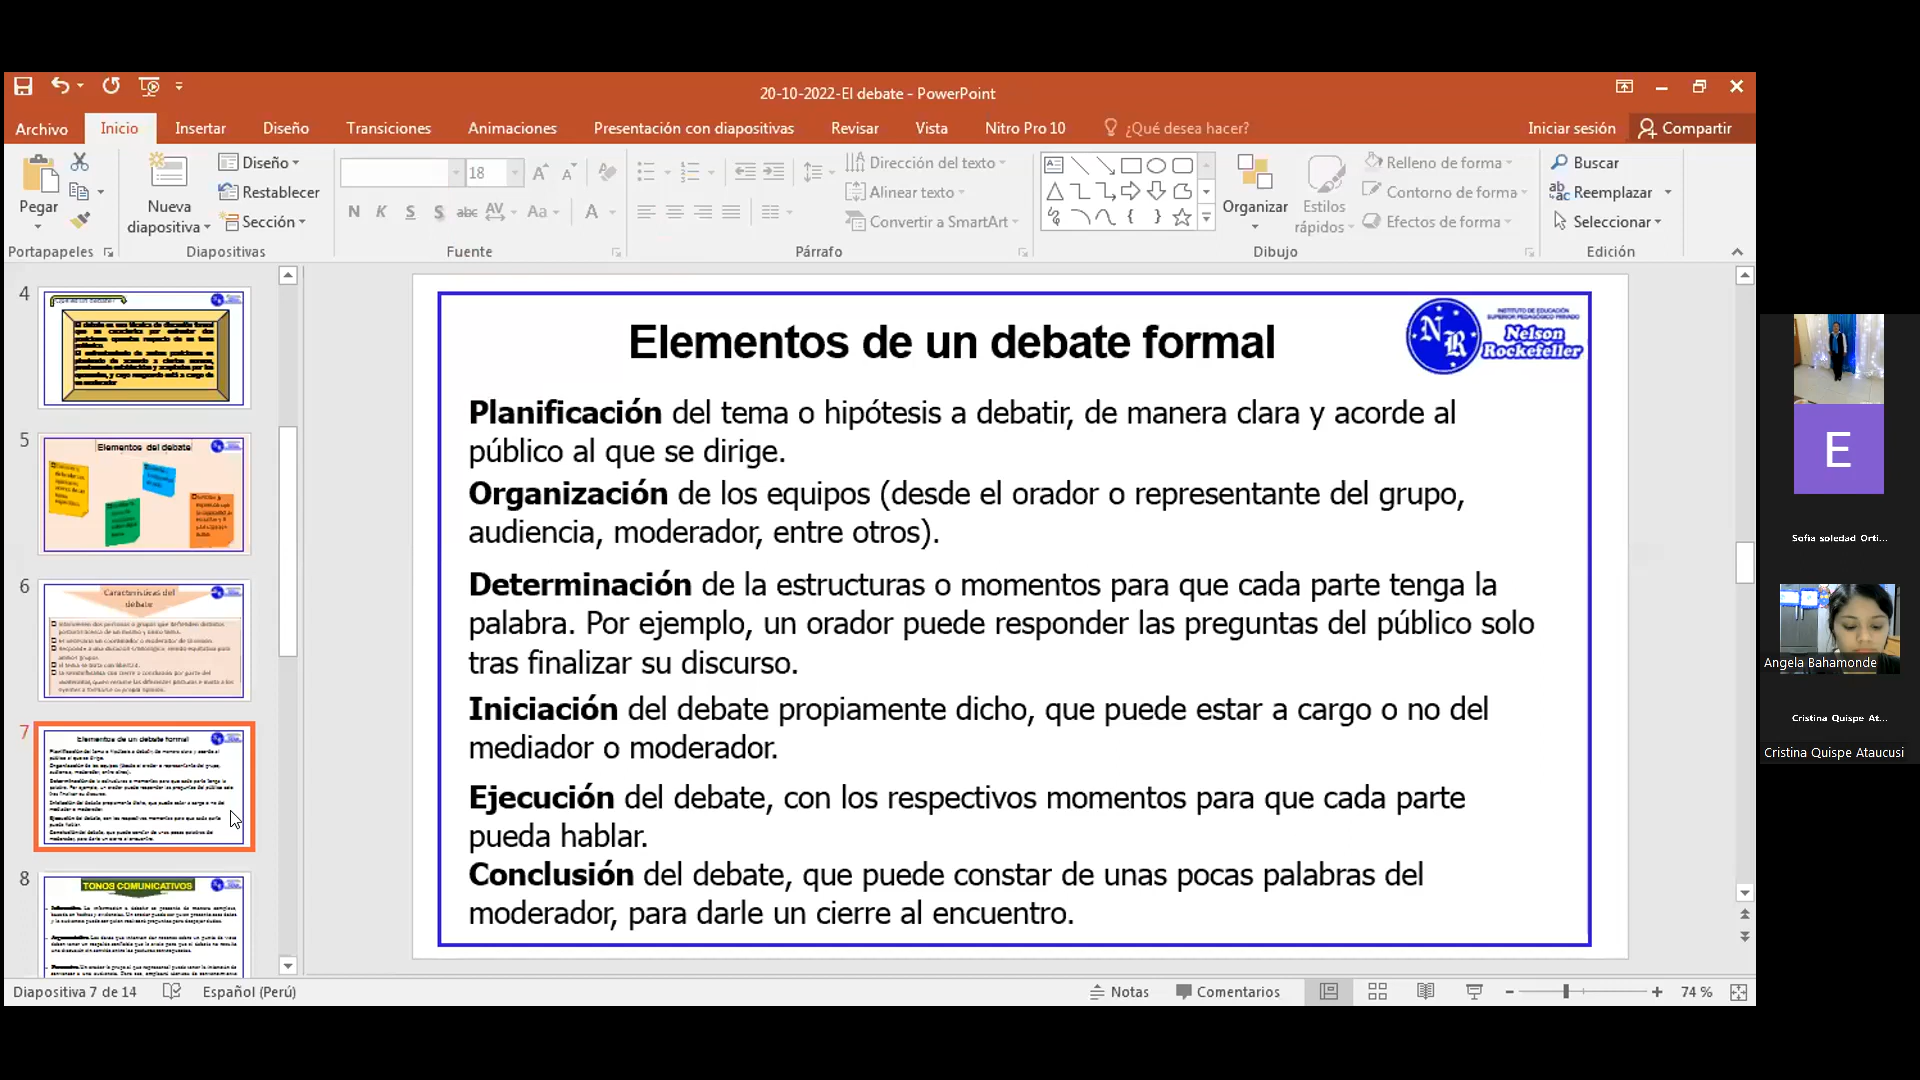 20-10-2022-El debate - PowerPoint
Archivo Inicio Insertar Diseño Transiciones Animaciones Presentación con diapositivas Revisar Vista Nitro Pro 10 ¿Qué desea hacer? Iniciar sesión Compartir
Pegar
Portapapeles
Nueva diapositiva
Diseño
Restablecer
Sección
Diapositivas
18
N K S S abc AV Aa A
Fuente
Dirección del texto
Alinear texto
Convertir a SmartArt
Párrafo
Organizar
Estilos rápidos
Relleno de forma
Contorno de forma
Efectos de forma
Dibujo
Buscar
Reemplazar
Seleccionar
Edición
4
5
Elementos del debate
6
Características del
debate
7
Elementos de un debate formal
8
TONOS COMUNICATIVOS
Elementos de un debate formal
NR
INSTITUTO DE EDUCACIÓN
SUPERIOR PEDAGÓGICO PRIVADO
Nelson
Rockefeller
Planificación del tema o hipótesis a debatir, de manera clara y acorde al
público al que se dirige.
Organización de los equipos (desde el orador o representante del grupo,
audiencia, moderador, entre otros).
Determinación de la estructuras o momentos para que cada parte tenga la
palabra. Por ejemplo, un orador puede responder las preguntas del público solo
tras finalizar su discurso.
Iniciación del debate propiamente dicho, que puede estar a cargo o no del
mediador o moderador.
Ejecución del debate, con los respectivos momentos para que cada parte
pueda hablar.
Conclusión del debate, que puede constar de unas pocas palabras del
moderador, para darle un cierre al encuentro.
Diapositiva 7 de 14 Español (Perú) Notas Comentarios 74 %
E
Sofia soledad Orti...
Angela Bahamonde
Cristina Quispe At...
Cristina Quispe Ataucusi